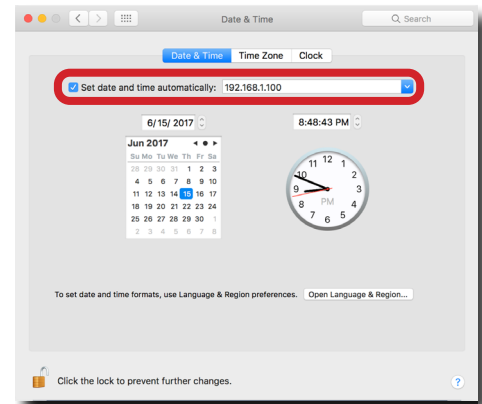 Date & Time
Search
Date & Time Time Zone Clock
Set date and time automatically: 192.168.1.100
6/15/ 2017 8:48:43 PM
Jun 2017
Su Mo Tu We Th Fr Sa
28 29 30 31 1 2 3
4 5 6 7 8 9 10
11 12 13 14 15 16 17
18 19 20 21 22 23 24
25 26 27 28 29 30 1
2 3 4 5 6 7 8
12
11 1
10 2
9 3
PM
8 4
7 5
6
To set date and time formats, use Language & Region preferences. Open Language & Region...
Click the lock to prevent further changes. ?